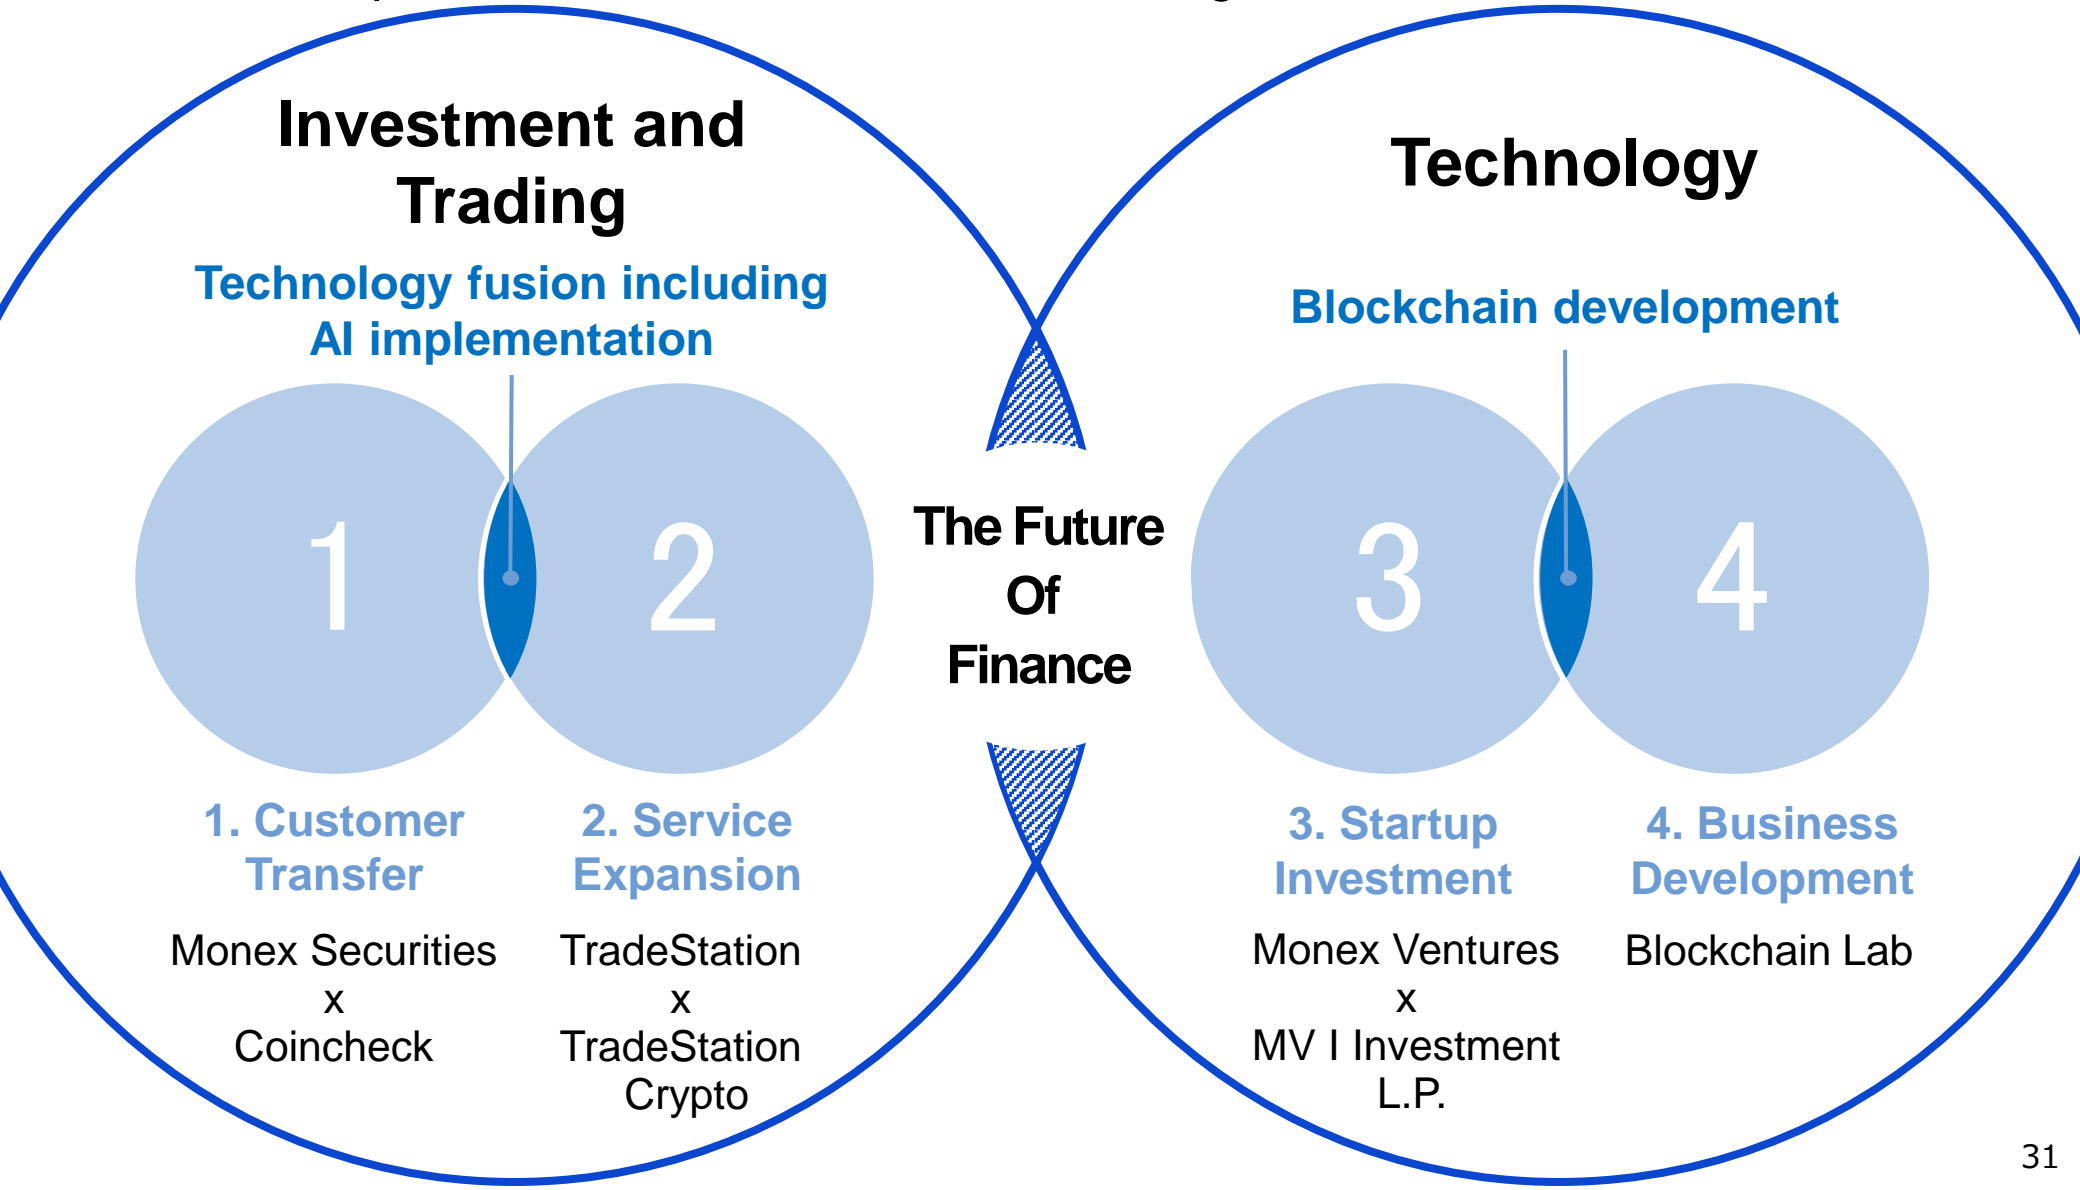 Investment and
Trading
Technology fusion including
AI implementation
1
2
1. Customer
Transfer
Monex Securities
x
Coincheck
2. Service
Expansion
TradeStation
x
TradeStation
Crypto
The Future
Of
Finance
Technology
Blockchain development
3
4
3. Startup
Investment
Monex Ventures
x
MV I Investment
L.P.
4. Business
Development
Blockchain Lab
31